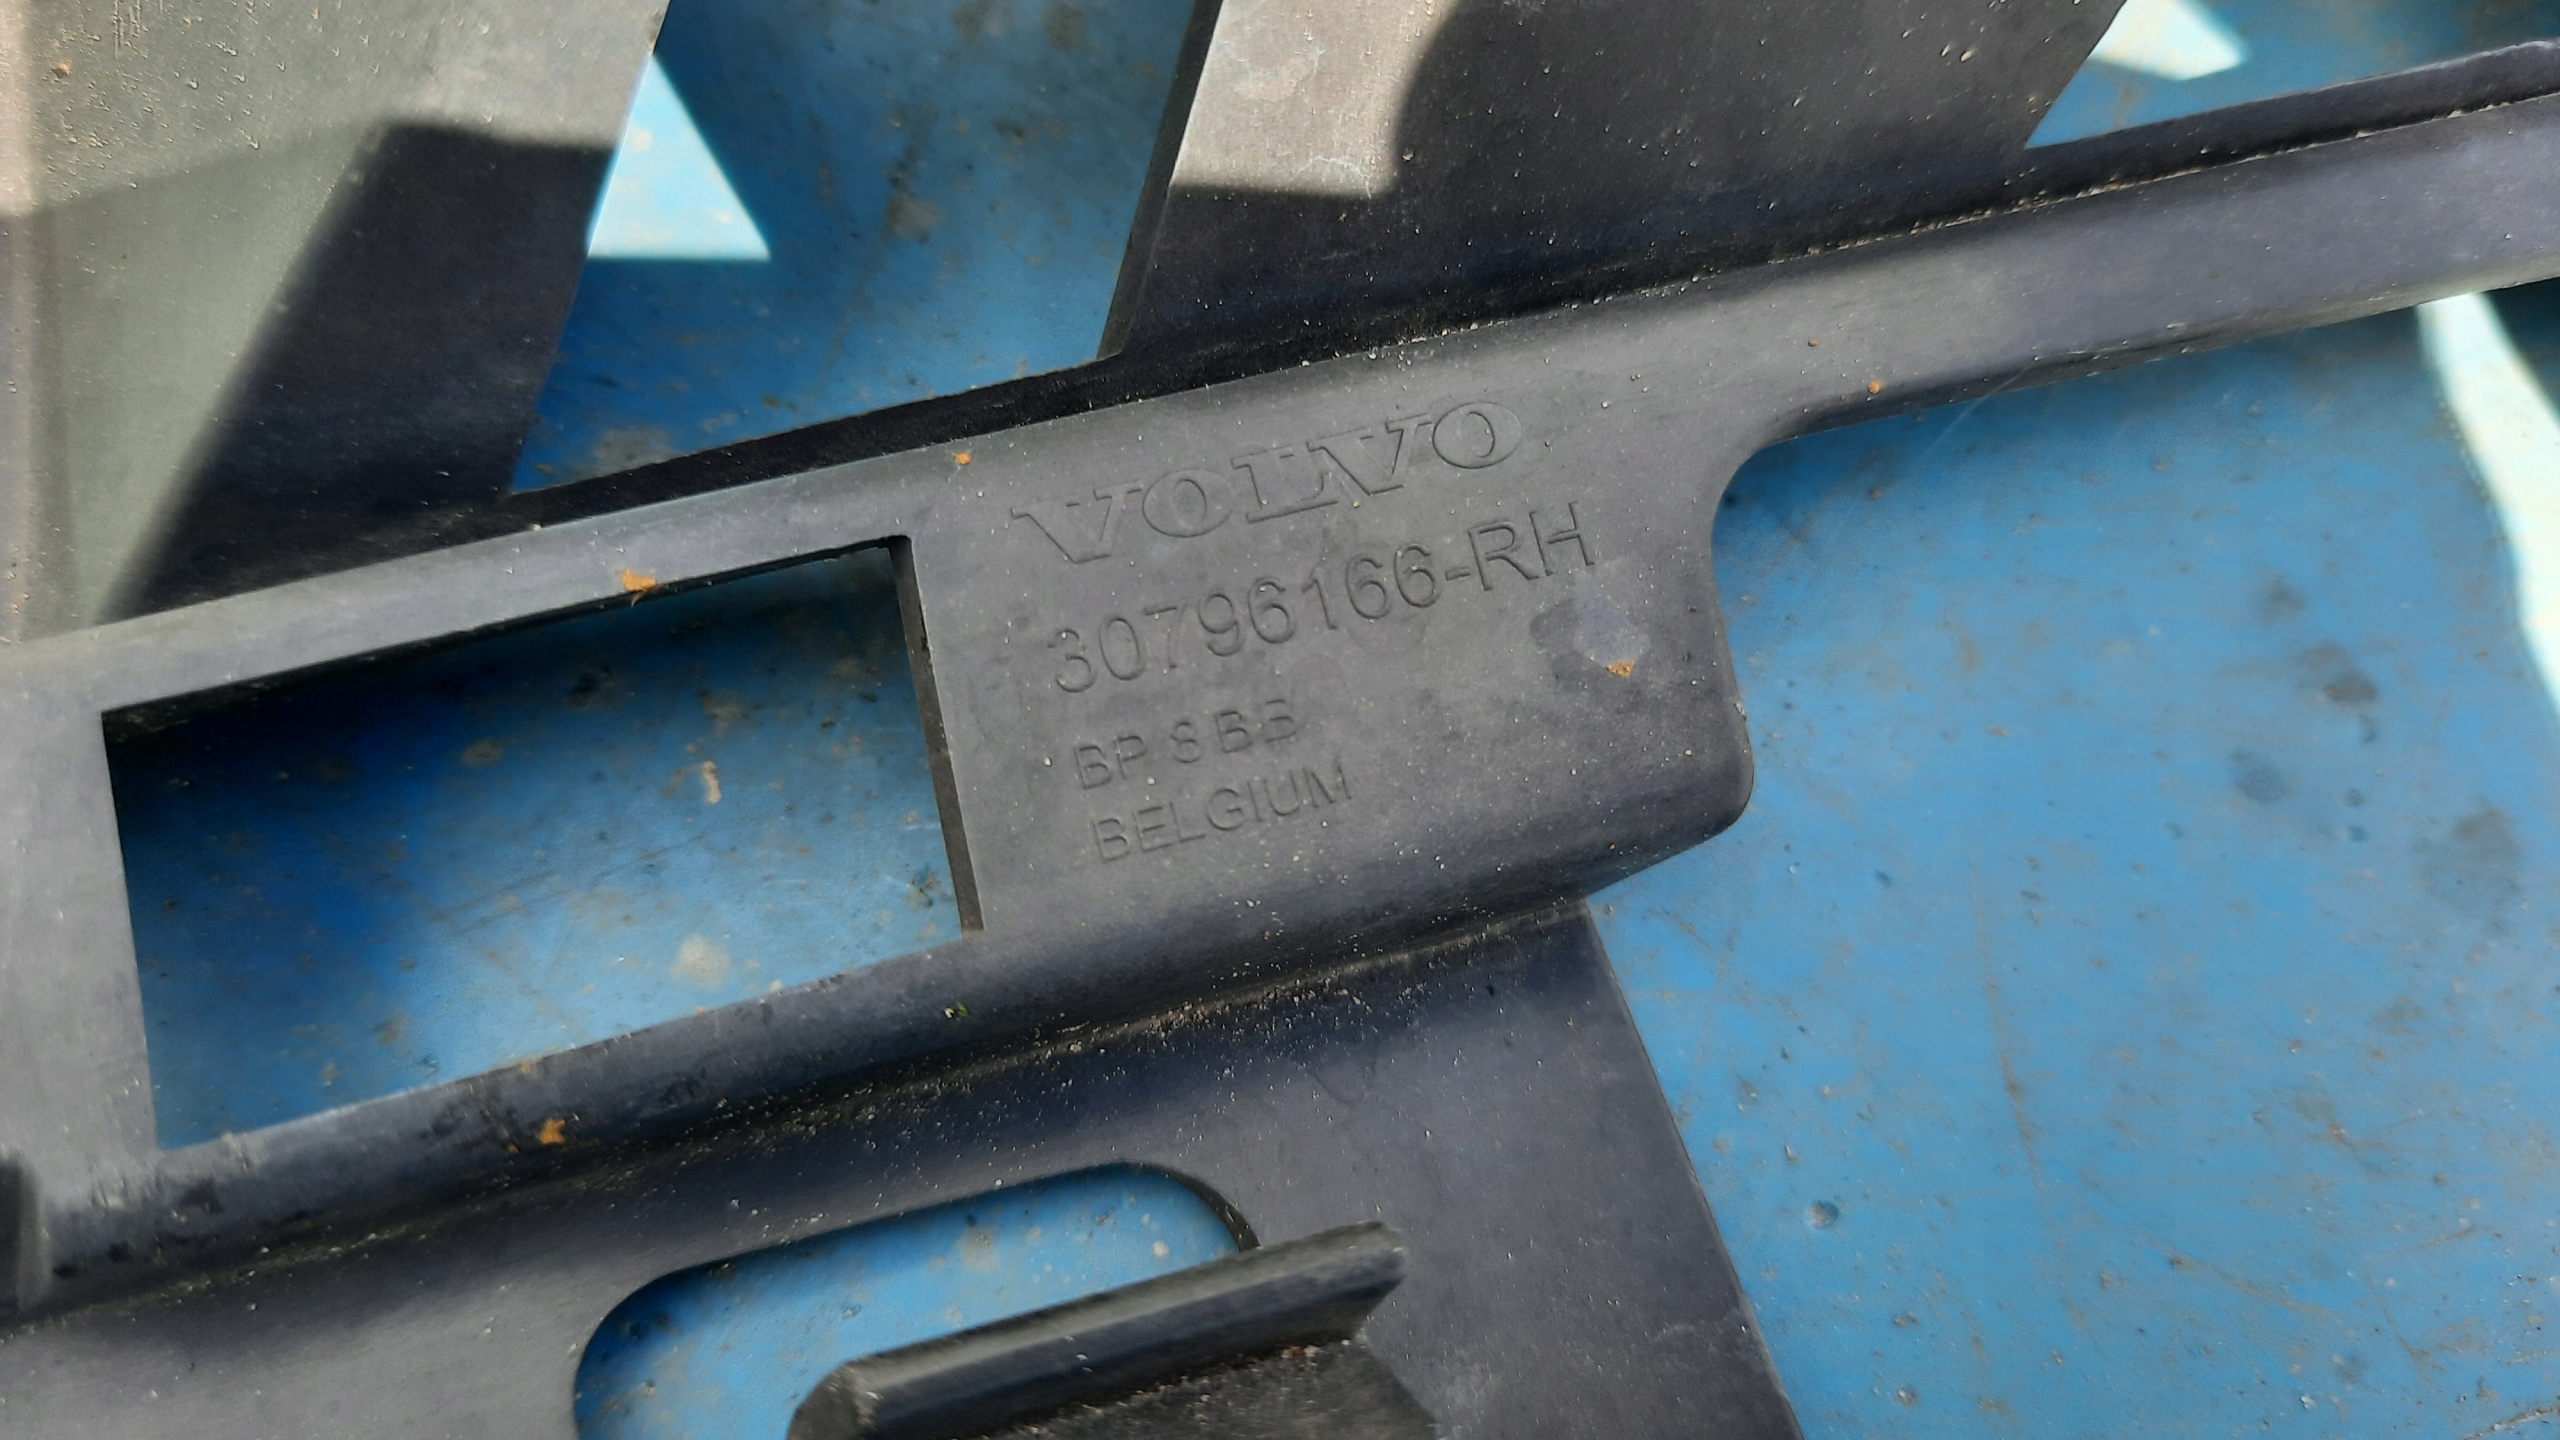 VOLVO
30796166-RH
BP 8 BB
BELGIUM